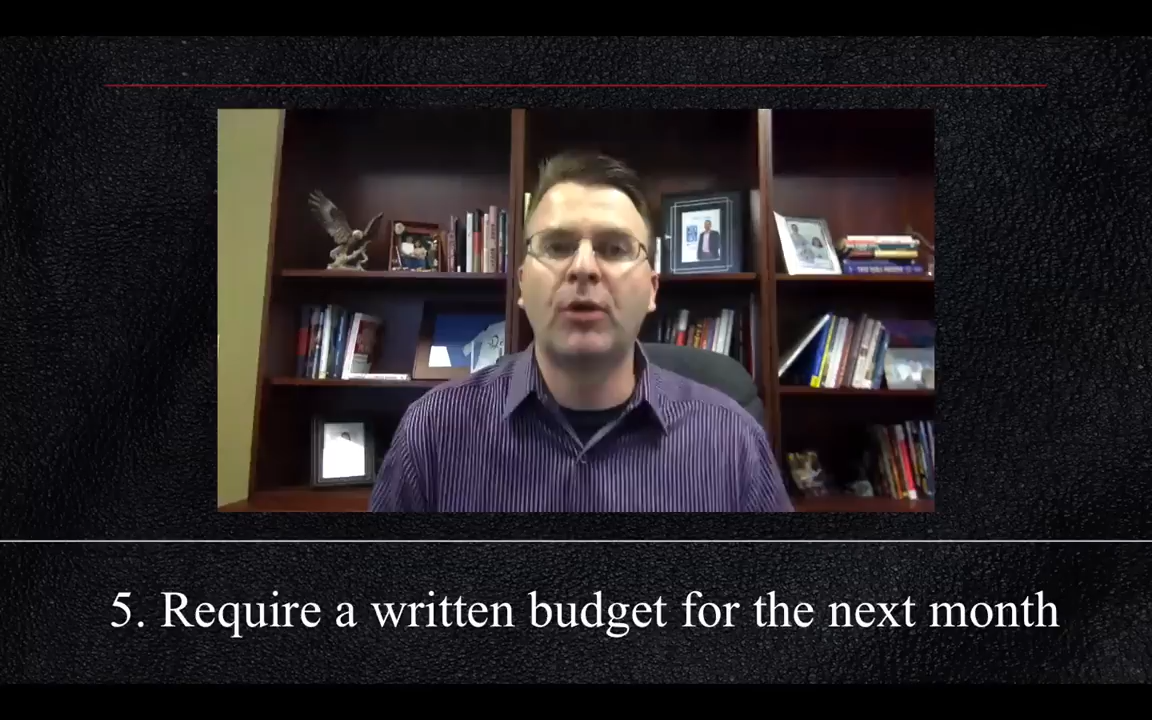 5. Require a written budget for the next month